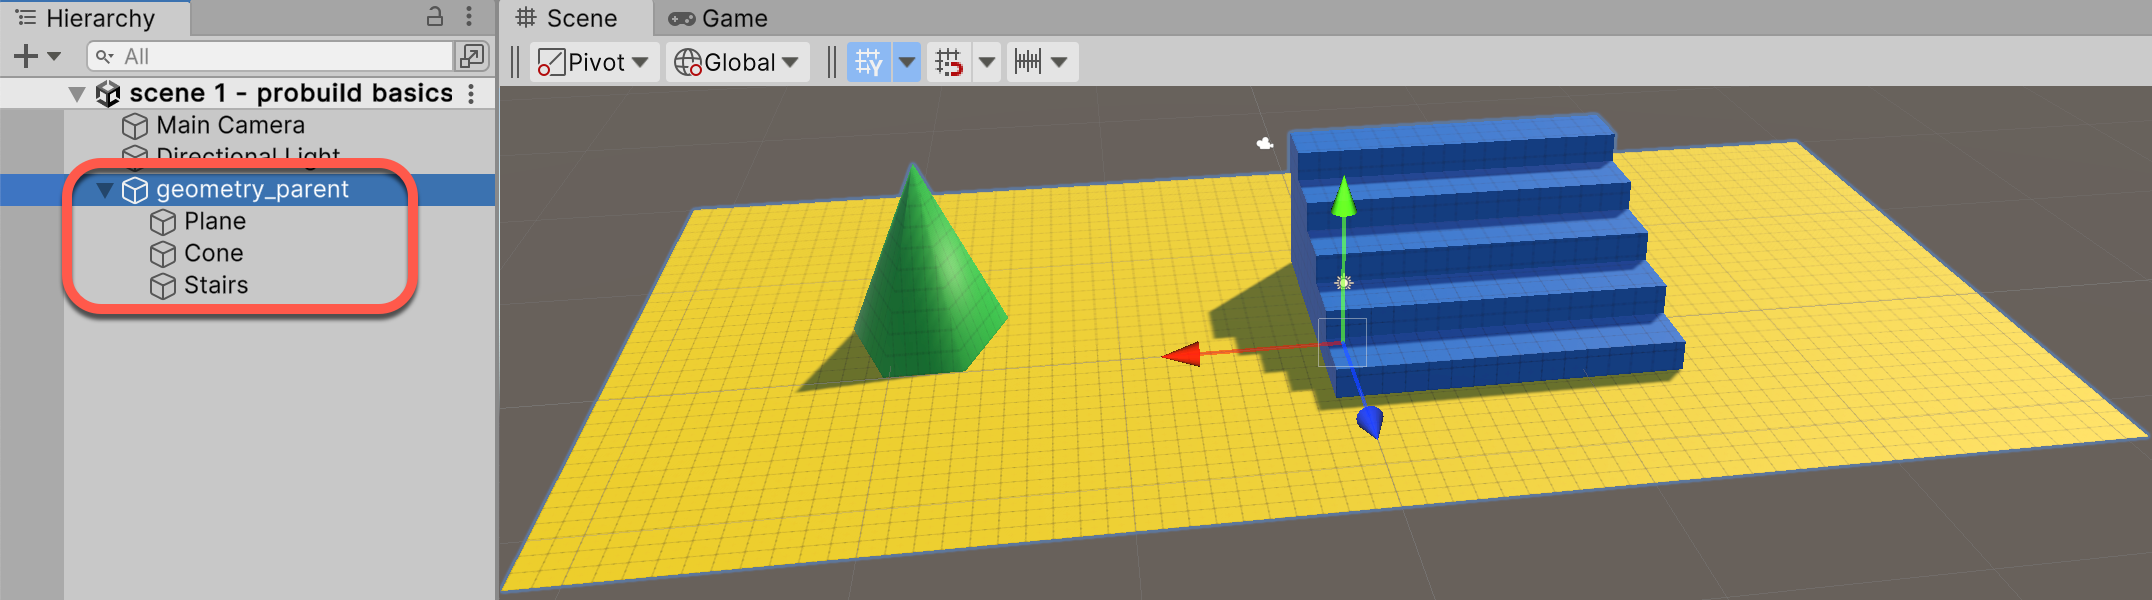 Hierarchy
All
scene 1 - probuild basics
Main Camera
Directional Light
geometry_parent
Plane
Cone
Stairs
Scene
Game
Pivot
Global